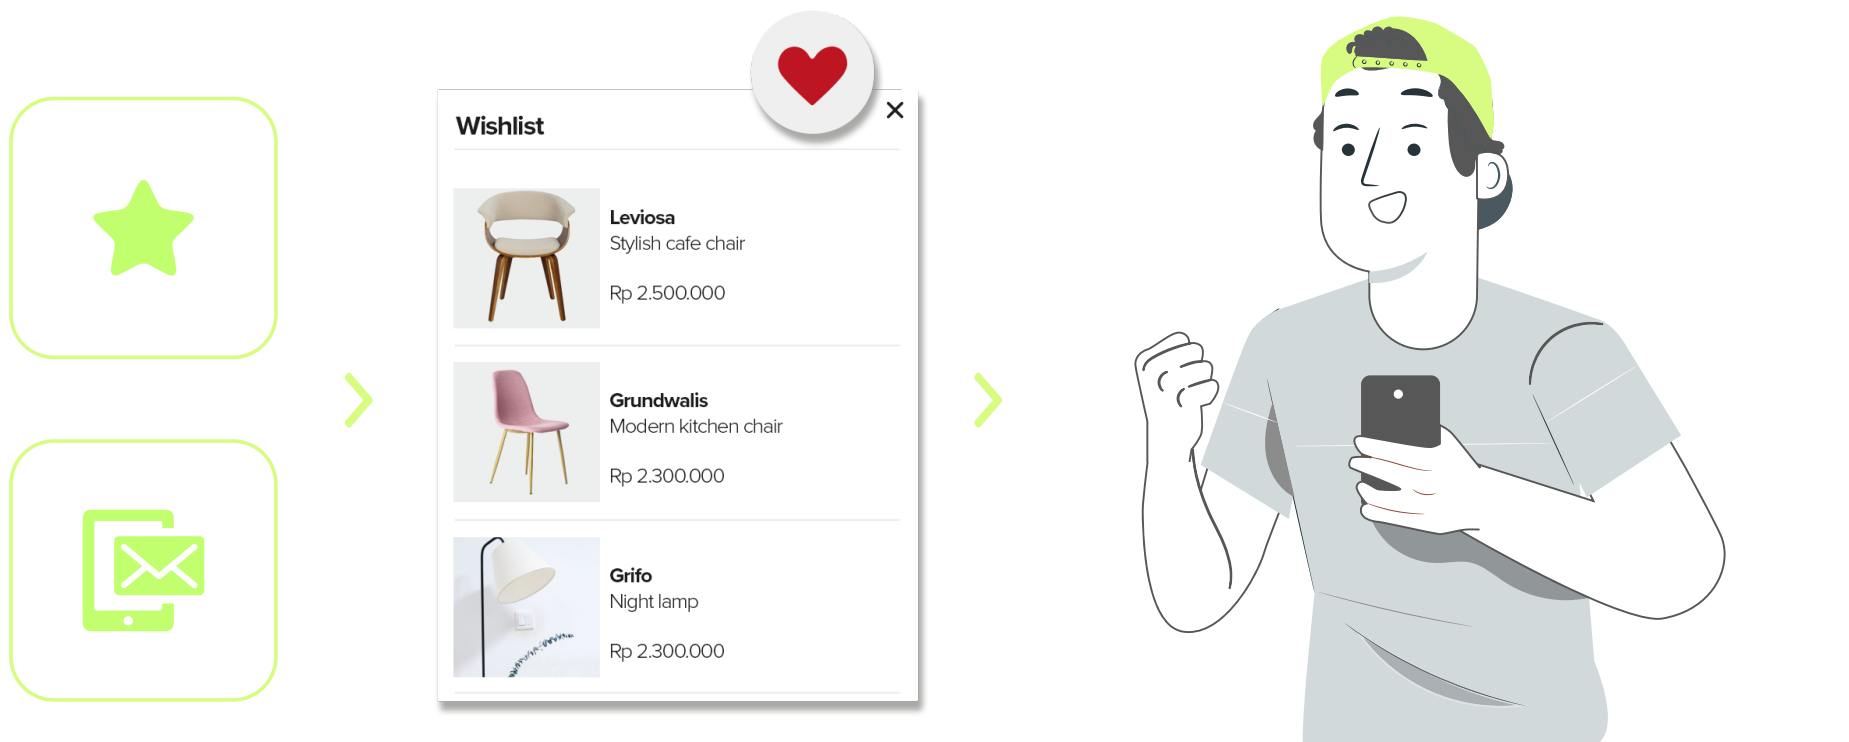 Wishlist
Leviosa
Stylish cafe chair
Rp 2.500.000
Grundwalis
Modern kitchen chair
Rp 2.300.000
Grifo
Night lamp
Rp 2.300.000